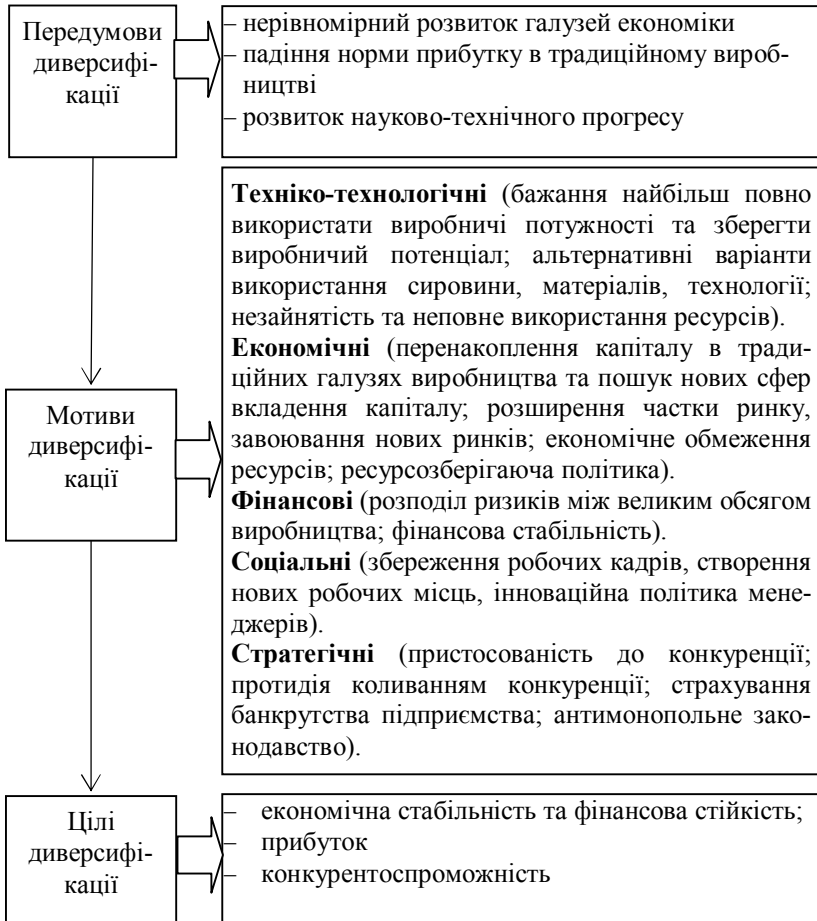 Передумови
диверсифі-
кації
– нерівномірний розвиток галузей економіки
– падіння норми прибутку в традиційному вироб-
ництві
– розвиток науково-технічного прогресу
Мотиви
диверсифі-
кації
Техніко-технологічні (бажання найбільш повно
використати виробничі потужності та зберегти
виробничий потенціал; альтернативні варіанти
використання сировини, матеріалів, технології;
незайнятість та неповне використання ресурсів).
Економічні (перенакоплення капіталу в тради-
ційних галузях виробництва та пошук нових сфер
вкладення капіталу; розширення частки ринку,
завоювання нових ринків; економічне обмеження
ресурсів; ресурсозберігаюча політика).
Фінансові (розподіл ризиків між великим обсягом
виробництва; фінансова стабільність).
Соціальні (збереження робочих кадрів, створення
нових робочих місць, інноваційна політика мене-
джерів).
Стратегічні (пристосованість до конкуренції;
протидія коливанням конкуренції; страхування
банкрутства підприємства; антимонопольне зако-
нодавство).
Цілі
диверсифі-
кації
– економічна стабільність та фінансова стійкість;
– прибуток
– конкурентоспроможність